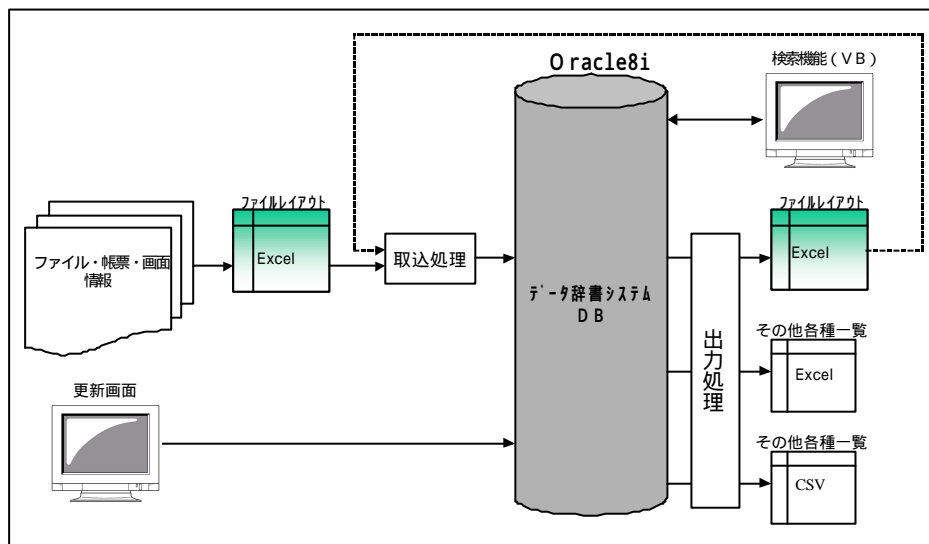 Oracle8i
検索機能(VB)
ファイル・帳票・画面
情報
ファイルレイアウト
Excel
取込処理
データ辞書システム
DB
出力処理
ファイルレイアウト
Excel
その他各種一覧
Excel
その他各種一覧
CSV
更新画面